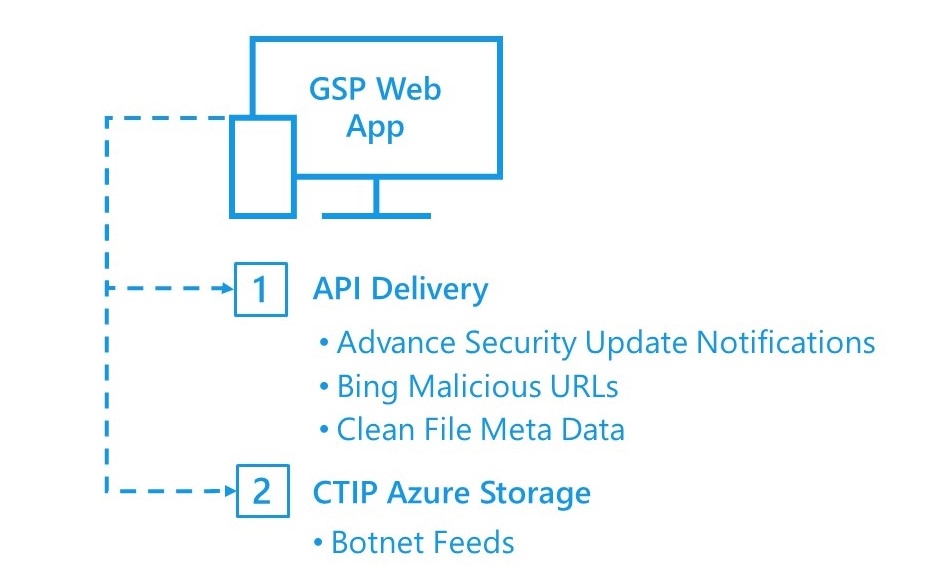 GSP Web
App
1 API Delivery
• Advance Security Update Notifications
• Bing Malicious URLs
• Clean File Meta Data
2 CTIP Azure Storage
• Botnet Feeds